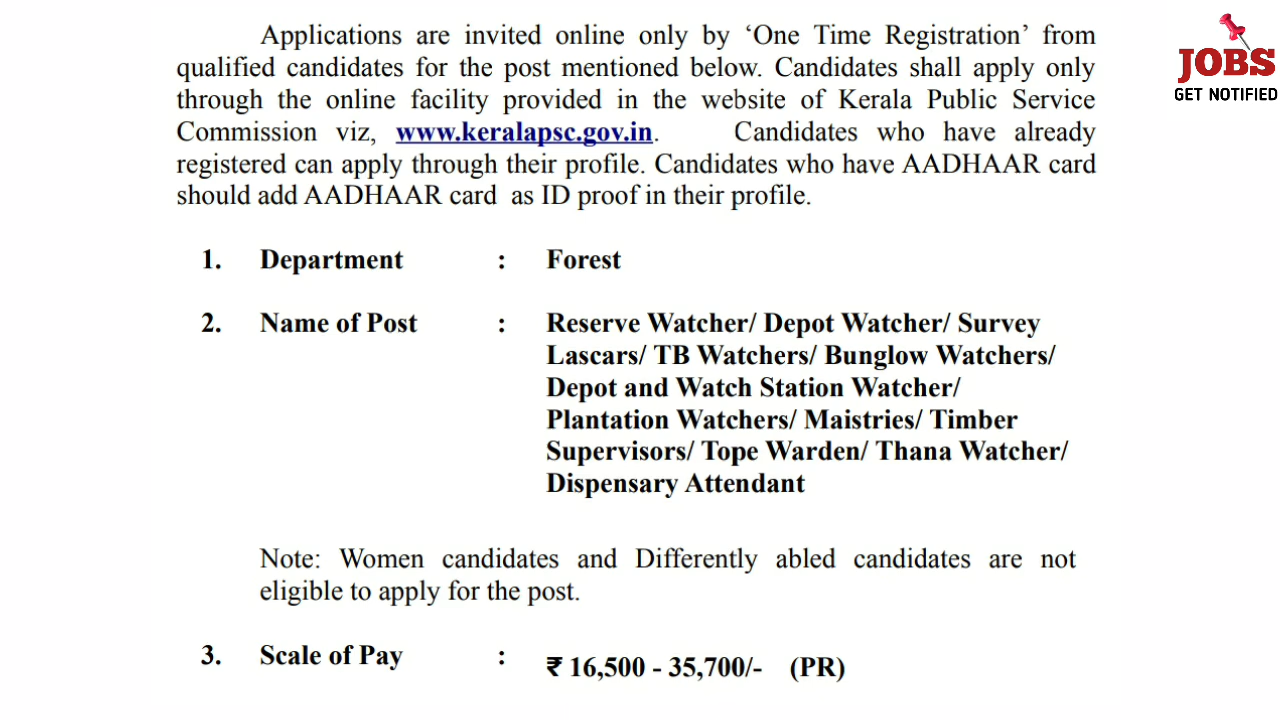 Applications are invited online only by ‘One Time Registration’ from
qualified candidates for the post mentioned below. Candidates shall apply only
through the online facility provided in the website of Kerala Public Service
Commission viz, www.keralapsc.gov.in. Candidates who have already
registered can apply through their profile. Candidates who have AADHAAR card
should add AADHAAR card as ID proof in their profile.
JOBS
GET NOTIFIED
1. Department : Forest
2. Name of Post : Reserve Watcher/ Depot Watcher/ Survey
Lascars/ TB Watchers/ Bunglow Watchers/
Depot and Watch Station Watcher/
Plantation Watchers/ Maistries/ Timber
Supervisors/ Tope Warden/ Thana Watcher/
Dispensary Attendant
Note: Women candidates and Differently abled candidates are not
eligible to apply for the post.
3. Scale of Pay : ₹ 16,500 - 35,700/- (PR)